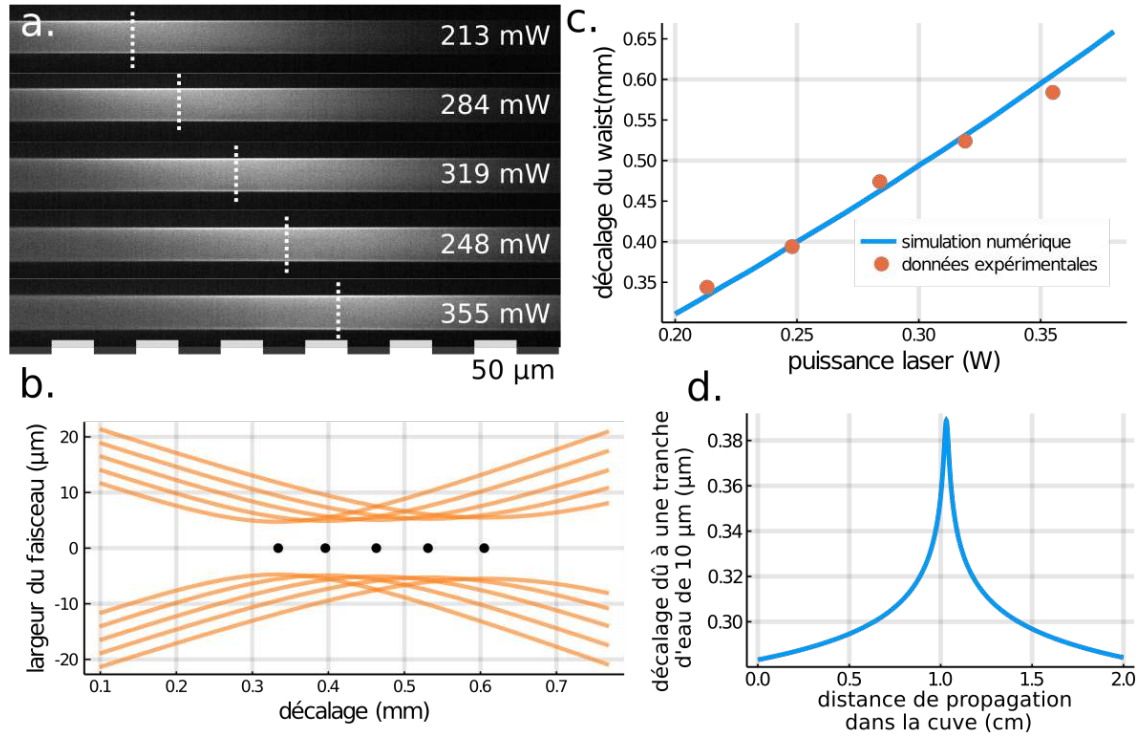 a.
213 mW
284 mW
319 mW
248 mW
355 mW
50 µm
b.
largeur du faisceau (µm)
20
10
0
-10
-20
0.1 0.2 0.3 0.4 0.5 0.6 0.7
décalage (mm)
c.
décalage du waist(mm)
0.65
0.60
0.50
0.40
0.35
simulation numérique
données expérimentales
0.20 0.25 0.30 0.35
puissance laser (W)
d.
décalage dû à une tranche
d'eau de 10 µm (µm)
0.38
0.36
0.34
0.32
0.30
0.0 0.5 1.0 1.5 2.0
distance de propagation
dans la cuve (cm)